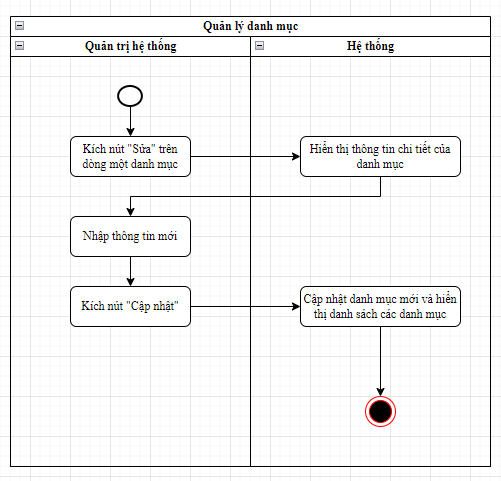 Quản lý danh mục
Quản trị hệ thống
Hệ thống
Kích nút "Sửa" trên
dòng một danh mục
Hiển thị thông tin chi tiết của
danh mục
Nhập thông tin mới
Kích nút "Cập nhật"
Cập nhật danh mục mới và hiển
thị danh sách các danh mục